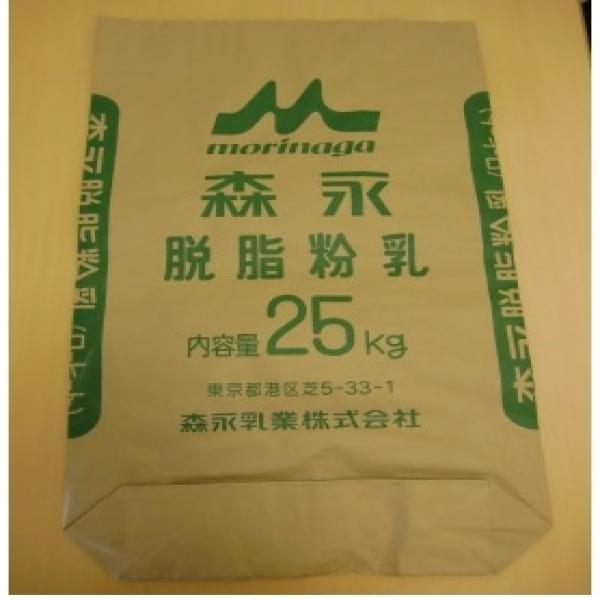 morinaga
森永
脱脂粉乳
内容量25kg
東京都港区芝5-33-1
森永乳業株式会社